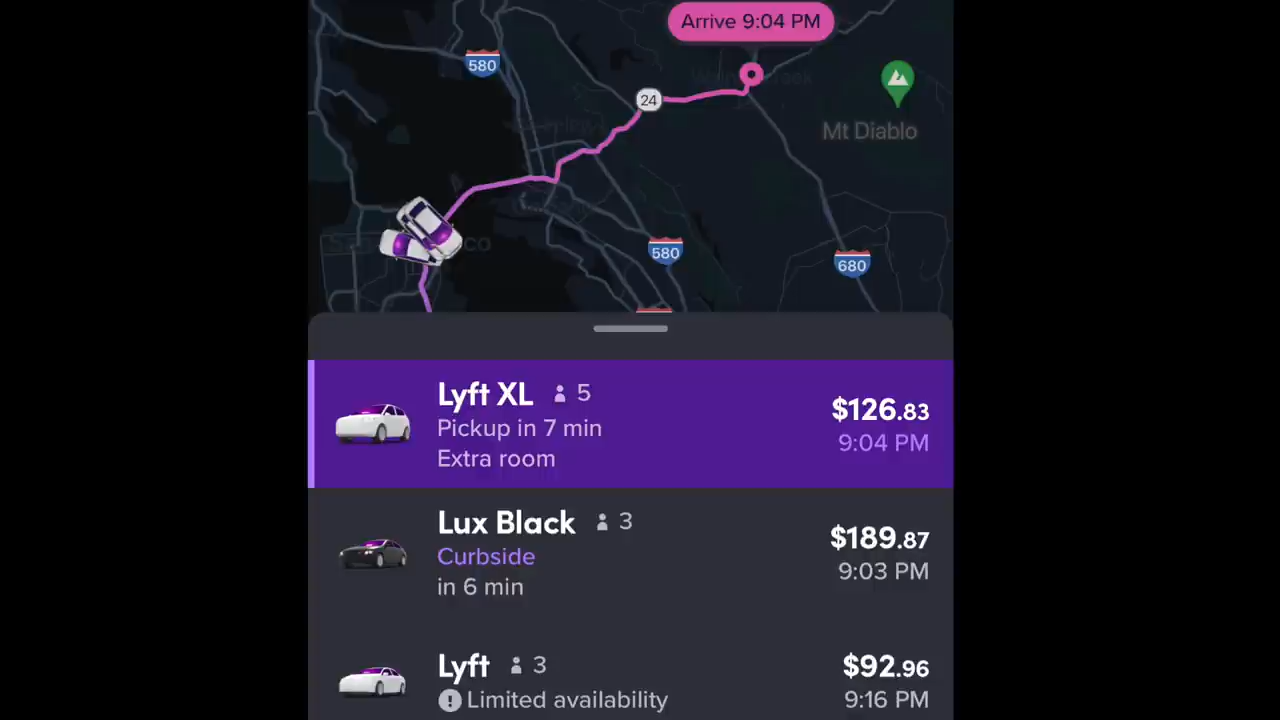 Arrive 9:04 PM
580
24
Mt Diablo
580
680
Lyft XL 5
$126.83
Pickup in 7 min
9:04 PM
Extra room
Lux Black 3
$189.87
Curbside
9:03 PM
in 6 min
Lyft 3
$92.96
Limited availability
9:16 PM